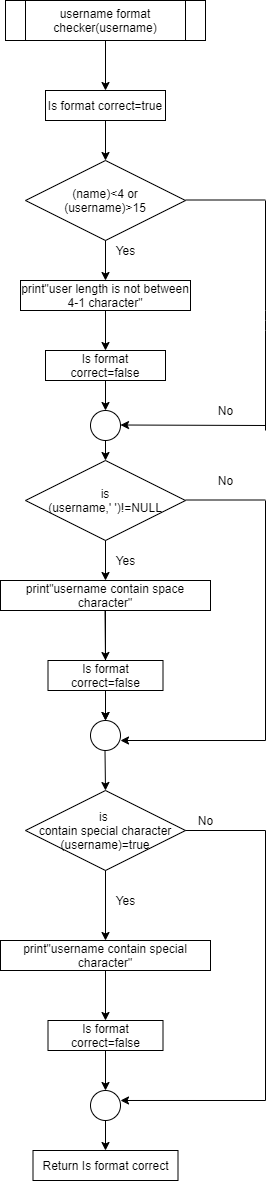 username format
checker(username)
Is format correct=true
(name)<4 or
(username)>15
Yes
print"user length is not between
4-1 character"
Is format
correct=false
No
is
(username,' ')!=NULL
No
Yes
print"username contain space
character"
Is format
correct=false
is
contain special character
(username)=true
No
Yes
print"username contain special
character"
Is format
correct=false
Return Is format correct